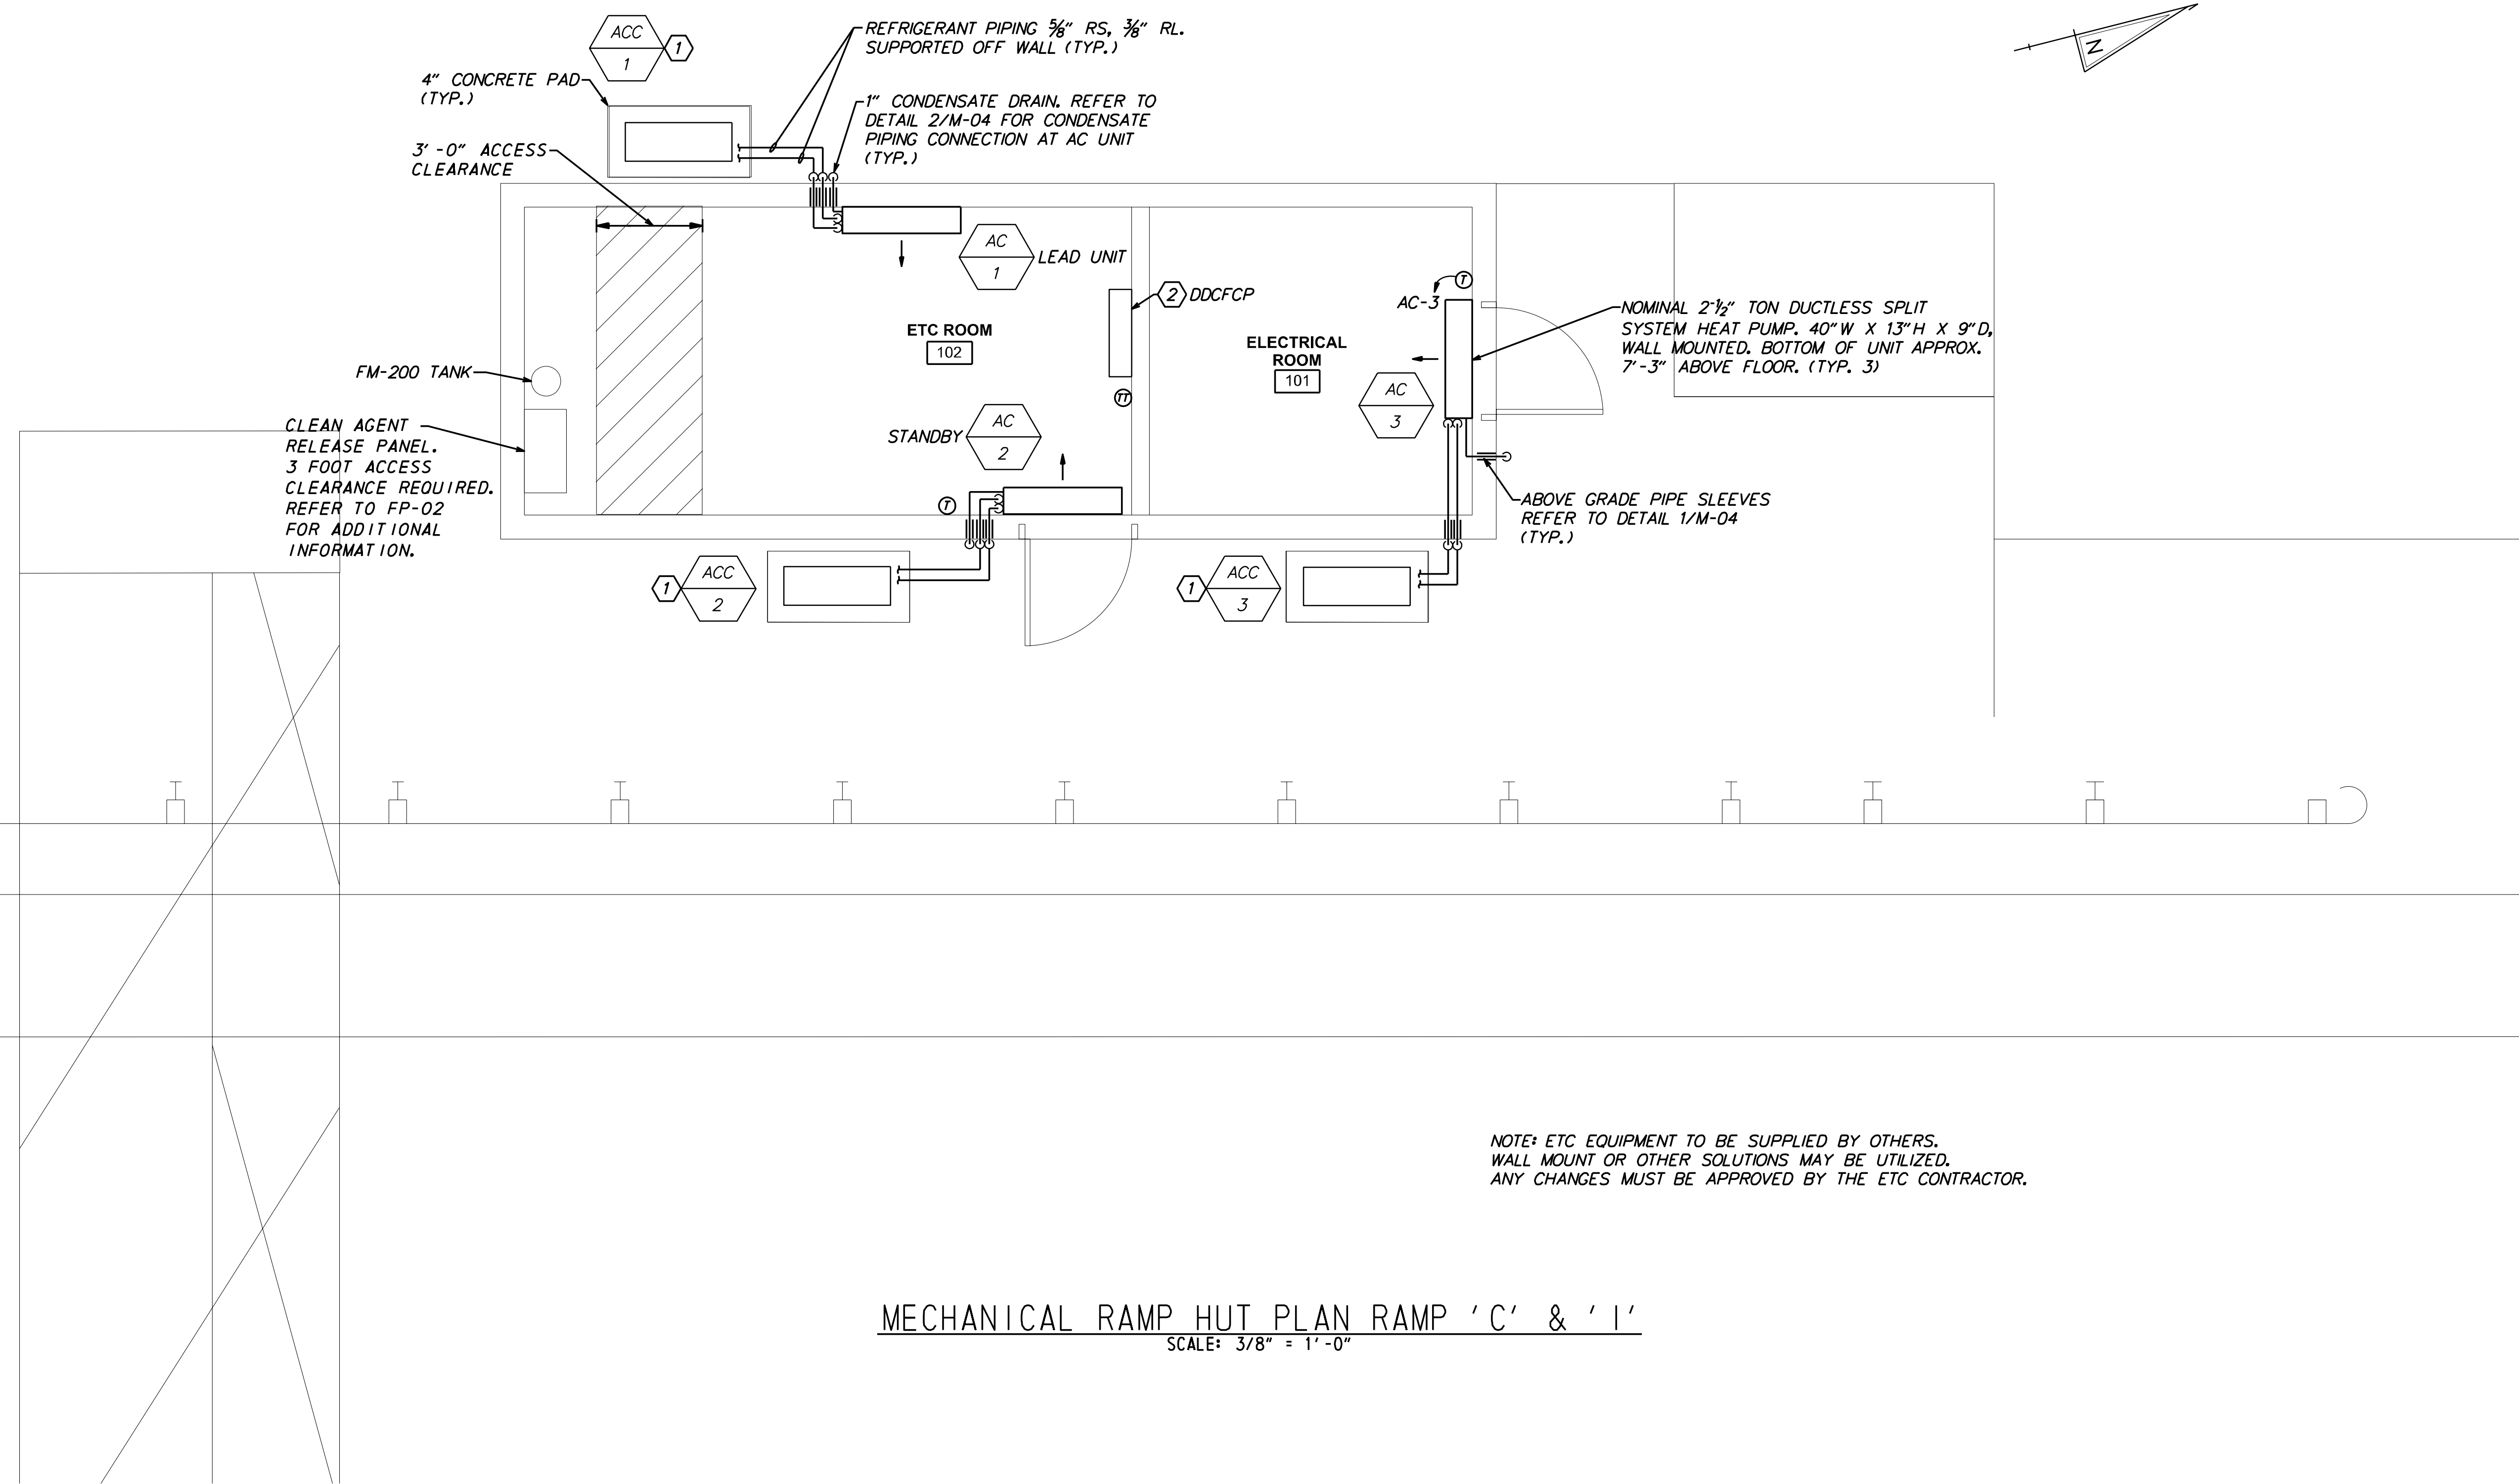 ACC
1
1
REFRIGERANT PIPING 5/8" RS, 3/8" RL.
SUPPORTED OFF WALL (TYP.)
N
4" CONCRETE PAD
(TYP.)
1" CONDENSATE DRAIN. REFER TO
DETAIL 2/M-04 FOR CONDENSATE
PIPING CONNECTION AT AC UNIT
(TYP.)
3'-0" ACCESS
CLEARANCE
AC
1
LEAD UNIT
2 DDCFCP
T
AC-3
ETC ROOM
102
ELECTRICAL
ROOM
101
NOMINAL 2-1/2" TON DUCTLESS SPLIT
SYSTEM HEAT PUMP. 40"W X 13"H X 9"D,
WALL MOUNTED. BOTTOM OF UNIT APPROX.
7'-3" ABOVE FLOOR. (TYP. 3)
FM-200 TANK
TT
AC
3
CLEAN AGENT
RELEASE PANEL.
3 FOOT ACCESS
CLEARANCE REQUIRED.
REFER TO FP-02
FOR ADDITIONAL
INFORMATION.
STANDBY
AC
2
T
ABOVE GRADE PIPE SLEEVES
REFER TO DETAIL 1/M-04
(TYP.)
1
ACC
2
1
ACC
3
NOTE: ETC EQUIPMENT TO BE SUPPLIED BY OTHERS.
WALL MOUNT OR OTHER SOLUTIONS MAY BE UTILIZED.
ANY CHANGES MUST BE APPROVED BY THE ETC CONTRACTOR.
MECHANICAL RAMP HUT PLAN RAMP 'C' & 'I'
SCALE: 3/8" = 1'-0"